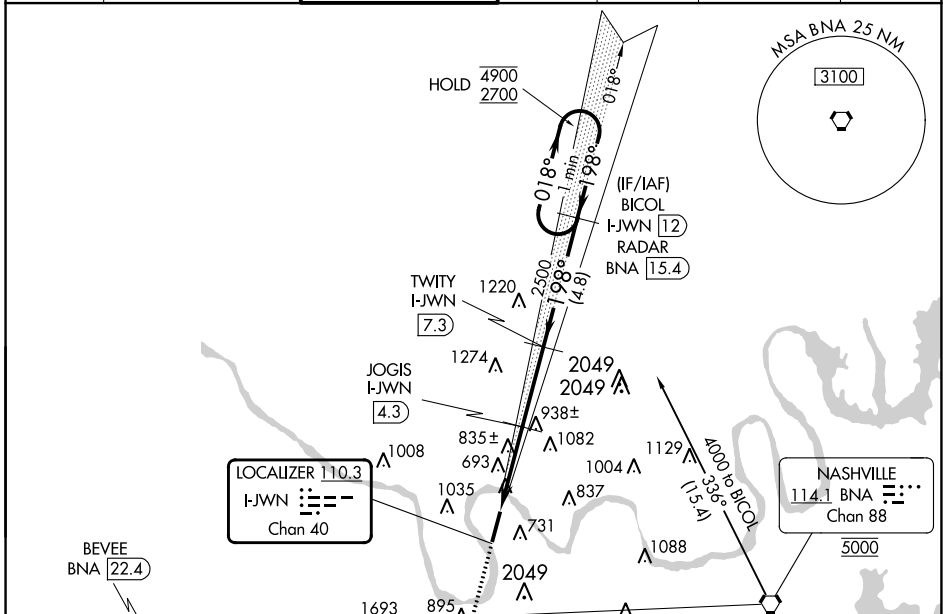 MSA BNA 25 NM
3100
HOLD 4900
2700
018°
018°
1 min
198°
(IF/IAF)
BICOL
I-JWN 12
RADAR
BNA 15.4
2500
198°
(4.8)
TWITY
I-JWN
7.3
1220
1274
JOGIS
I-JWN
4.3
2049
2049
938±
835±
1082
1008
693
1004
1129
1035
837
731
1088
LOCALIZER 110.3
I-JWN
Chan 40
4000 to BICOL
336°
(15.4)
NASHVILLE
114.1 BNA
Chan 88
5000
BEVEE
BNA 22.4
2049
1693
895